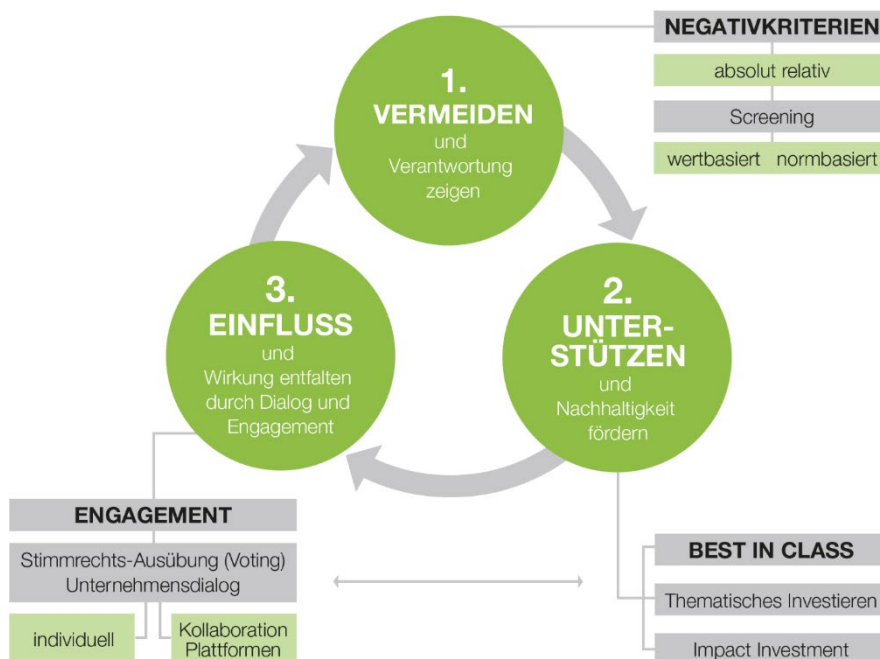 1.
VERMEIDEN
und
Verantwortung
zeigen
NEGATIVKRITERIEN
absolut relativ
Screening
wertbasiert normbasiert
2.
UNTER-
STÜTZEN
und
Nachhaltigkeit
fördern
BEST IN CLASS
Thematisches Investieren
Impact Investment
3.
EINFLUSS
und
Wirkung entfalten
durch Dialog und
Engagement
ENGAGEMENT
Stimmrechts-Ausübung (Voting)
Unternehmensdialog
individuell
Kollaboration
Plattformen